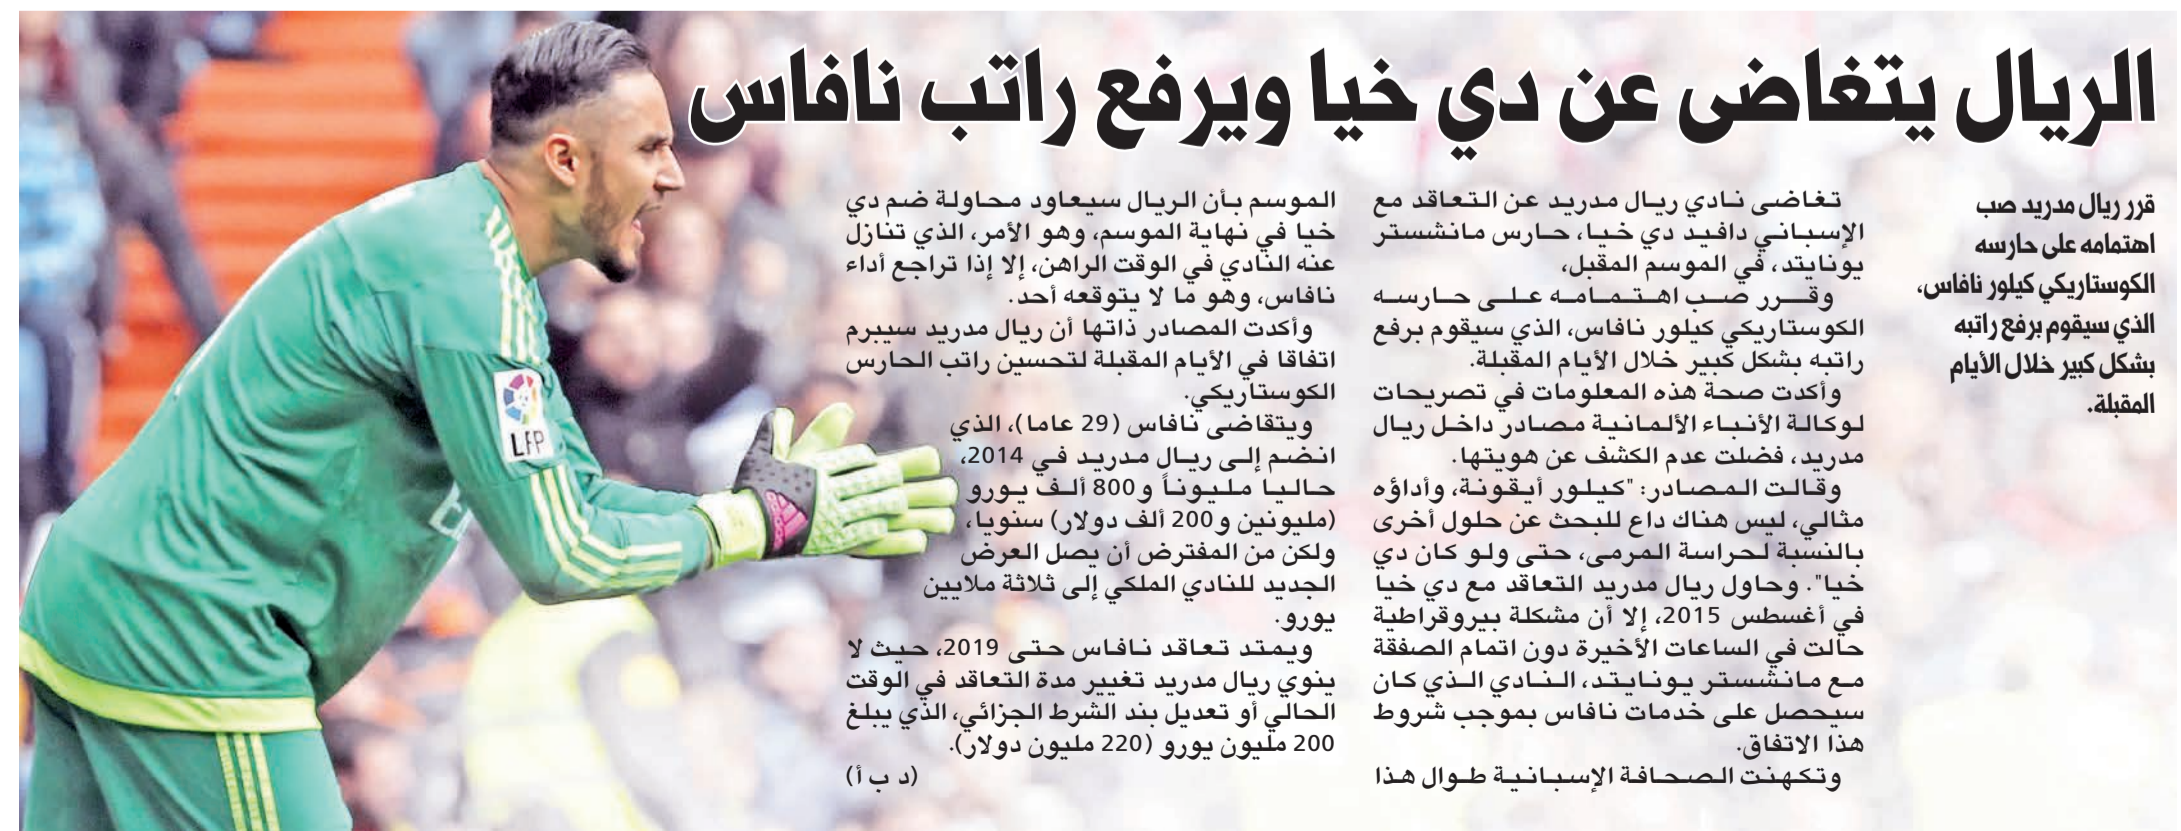 الريال يتغاضى عن دي خيا ويرفع راتب نافاس
قرر ريال مدريد صب
اهتمامه على حارسه
الكوستاريكي كيلور نافاس،
الذي سيقوم برفع راتبه
بشكل كبير خلال الأيام
المقبلة.
تغاضى نادي ريال مدريد عن التعاقد مع
الإسباني دافيد دي خيا، حارس مانشستر
يونايتد، في الموسم المقبل،
وقرر صب اهتمامه على حارسه
الكوستاريكي كيلور نافاس، الذي سيقوم برفع
راتبه بشكل كبير خلال الأيام المقبلة.
وأكدت صحة هذه المعلومات في تصريحات
لوكالة الأنباء الألمانية مصادر داخل ريال
مدريد، فضلت عدم الكشف عن هويتها.
وقالت المصادر: "كيلور أيقونة، وأداؤه
مثالي، ليس هناك داع للبحث عن حلول أخرى
بالنسبة لحراسة المرمى، حتى ولو كان دي
خيا". وحاول ريال مدريد التعاقد مع دي خيا
في أغسطس 2015، إلا أن مشكلة بيروقراطية
حالت في الساعات الأخيرة دون اتمام الصفقة
مع مانشستر يونايتد، النادي الذي كان
سيحصل على خدمات نافاس بموجب شروط
هذا الاتفاق.
وتكهنت الصحافة الإسبانية طوال هذا
الموسم بأن الريال سيعاود محاولة ضم دي
خيا في نهاية الموسم، وهو الأمر، الذي تنازل
عنه النادي في الوقت الراهن، إلا إذا تراجع أداء
نافاس، وهو ما لا يتوقعه أحد.
وأكدت المصادر ذاتها أن ريال مدريد سيبرم
اتفاقا في الأيام المقبلة لتحسين راتب الحارس
الكوستاريكي.
ويتقاضى نافاس (29 عاما)، الذي
انضم إلى ريال مدريد في 2014،
حاليا مليوناً و800 ألف يورو
(مليونين و200 ألف دولار) سنويا،
ولكن من المفترض أن يصل العرض
الجديد للنادي الملكي إلى ثلاثة ملايين
يورو.
ويمتد تعاقد نافاس حتى 2019، حيث لا
ينوي ريال مدريد تغيير مدة التعاقد في الوقت
الحالي أو تعديل بند الشرط الجزائي، الذي يبلغ
200 مليون يورو (220 مليون دولار).
(د ب أ)
LFP